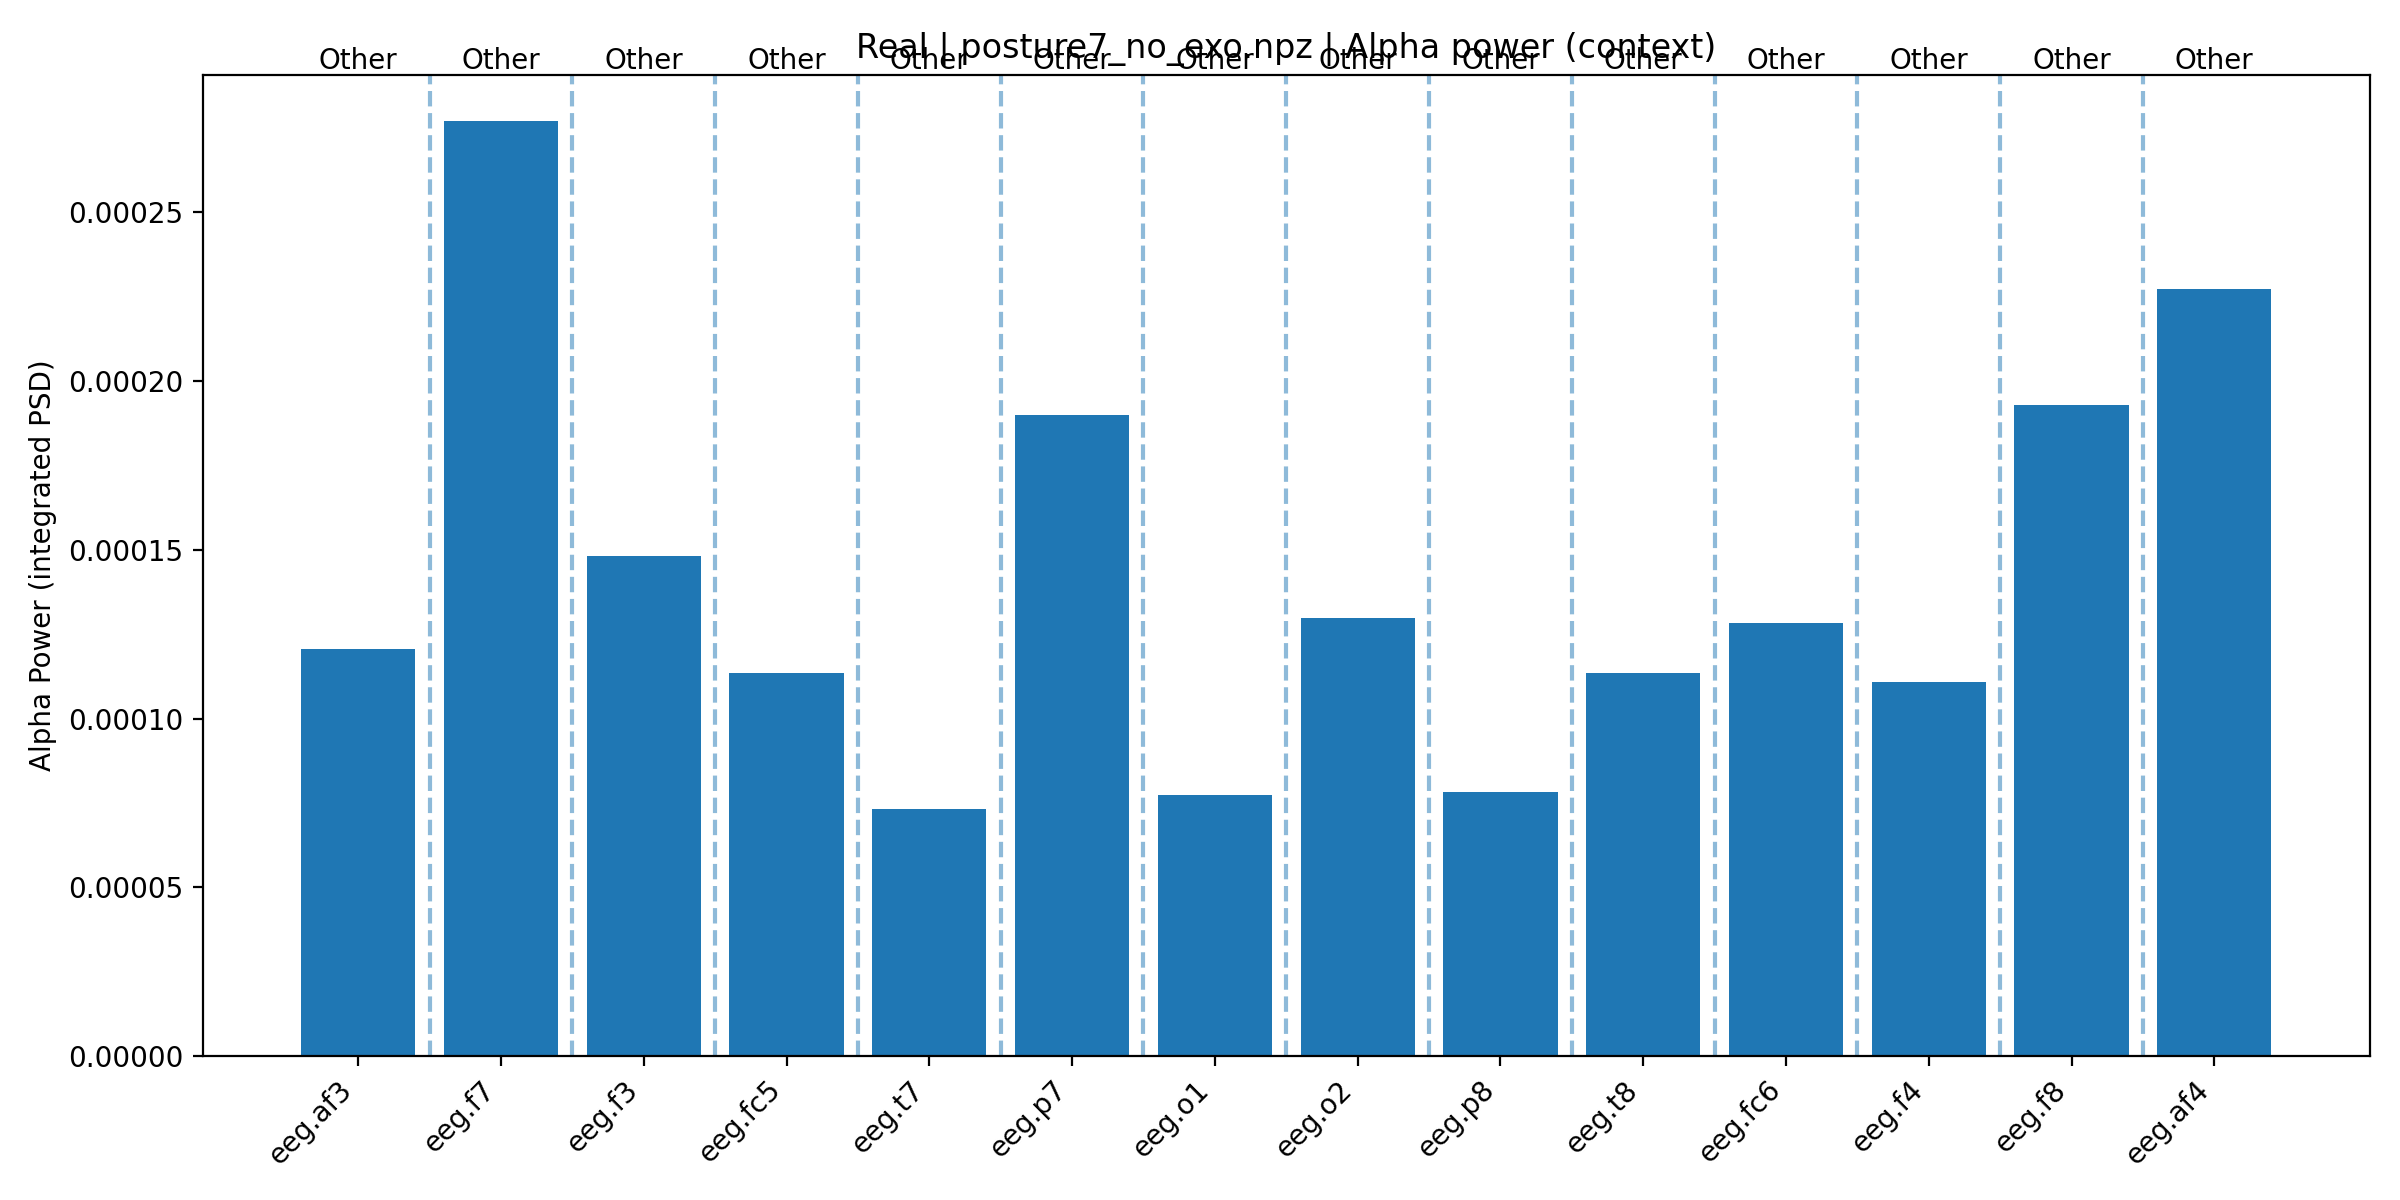 Real | posture7_no_exo.npz | Alpha power (context)
Other Other Other Other Other Other Other Other Other Other Other Other Other Other
Alpha Power (integrated PSD)
0.00025
0.00020
0.00015
0.00010
0.00005
0.00000
eeg.af3 eeg.f7 eeg.f3 eeg.fc5 eeg.t7 eeg.p7 eeg.o1 eeg.o2 eeg.p8 eeg.t8 eeg.fc6 eeg.f4 eeg.f8 eeg.af4